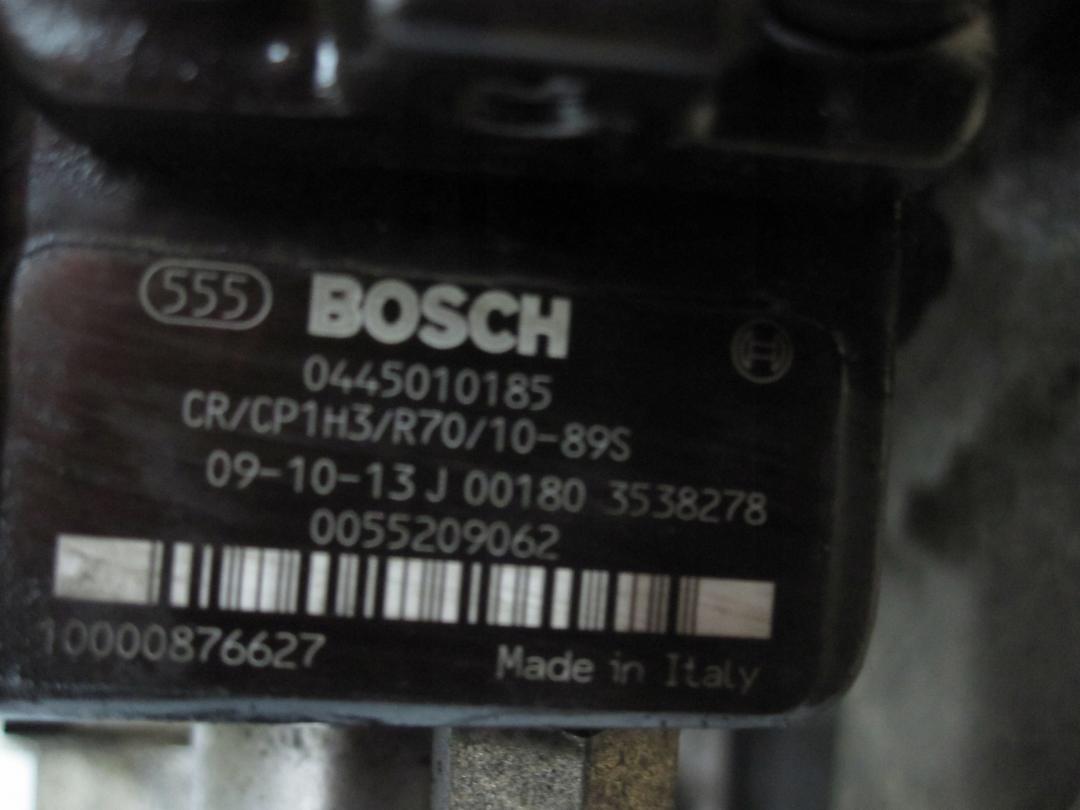 555 BOSCH
0445010185
CR/CP1H3/R70/10-89S
09-10-13 J 00180 3538278
0055209062
10000876627 Made in Italy